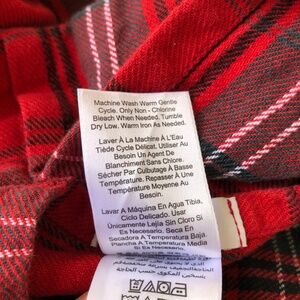 Machine Wash Warm Gentle
Cycle. Only Non - Chlorine
Bleach When Needed. Tumble
Dry Low. Warm Iron As Needed.
Laver À La Machine À L'Eau
Tiède Cycle Délicat. Utiliser Au
Besoin Un Agent De
Blanchiment Sans Chlore.
Sécher Par Culbutage À Basse
Température. Repasser À Une
Température Moyenne Au
Besoin.
Lavar A Máquina En Agua Tibia,
Ciclo Delicado. Usar
Únicamente Lejia Sin Cloro Si
Es Necesario. Seca En
Secadora A Temperatura Baja.
Plancha A Temperatura Media
Si Es Necesario.